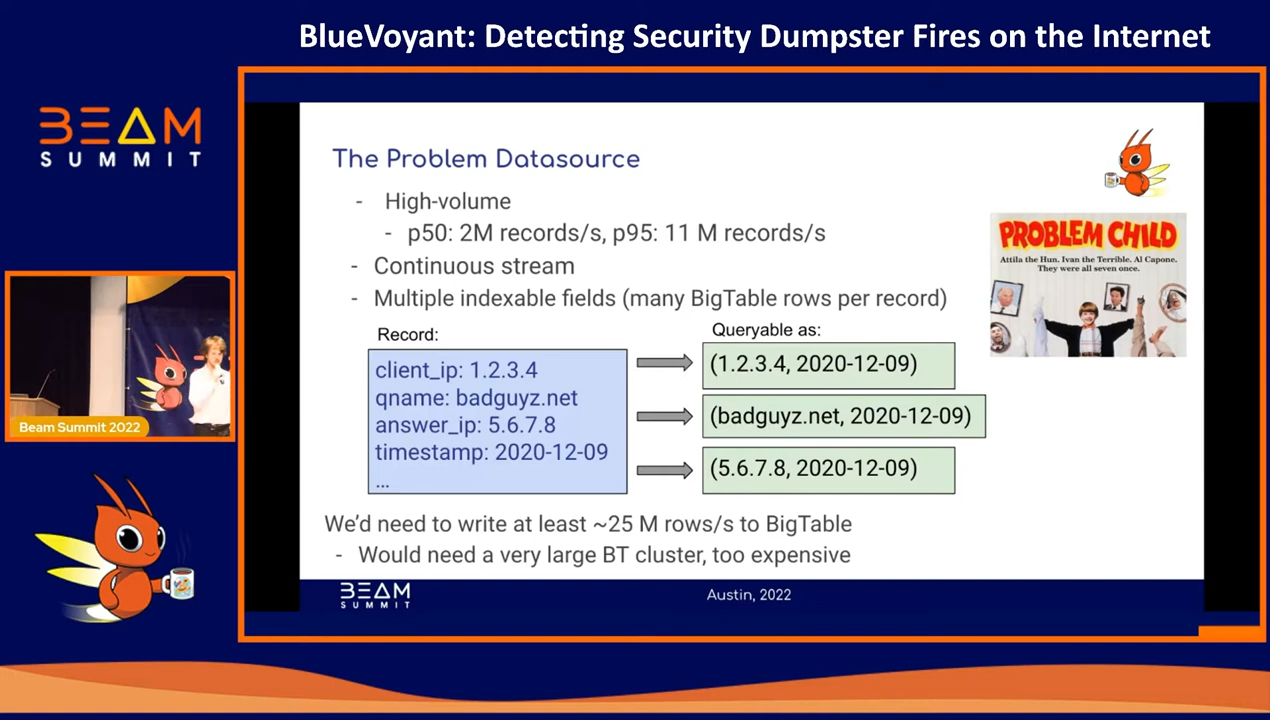 BlueVoyant: Detecting Security Dumpster Fires on the Internet
BEAM
SUMMIT
The Problem Datasource
- High-volume
- p50: 2M records/s, p95: 11 M records/s
- Continuous stream
- Multiple indexable fields (many BigTable rows per record)
PROBLEM CHILD
Attila the Hun. Ivan the Terrible. Al Capone.
They were all seven once.
Record:
client_ip: 1.2.3.4
qname: badguyz.net
answer_ip: 5.6.7.8
timestamp: 2020-12-09
...
Queryable as:
(1.2.3.4, 2020-12-09)
(badguyz.net, 2020-12-09)
(5.6.7.8, 2020-12-09)
We'd need to write at least ~25 M rows/s to BigTable
- Would need a very large BT cluster, too expensive
BEAM
SUMMIT
Austin, 2022
Beam Summit 2022